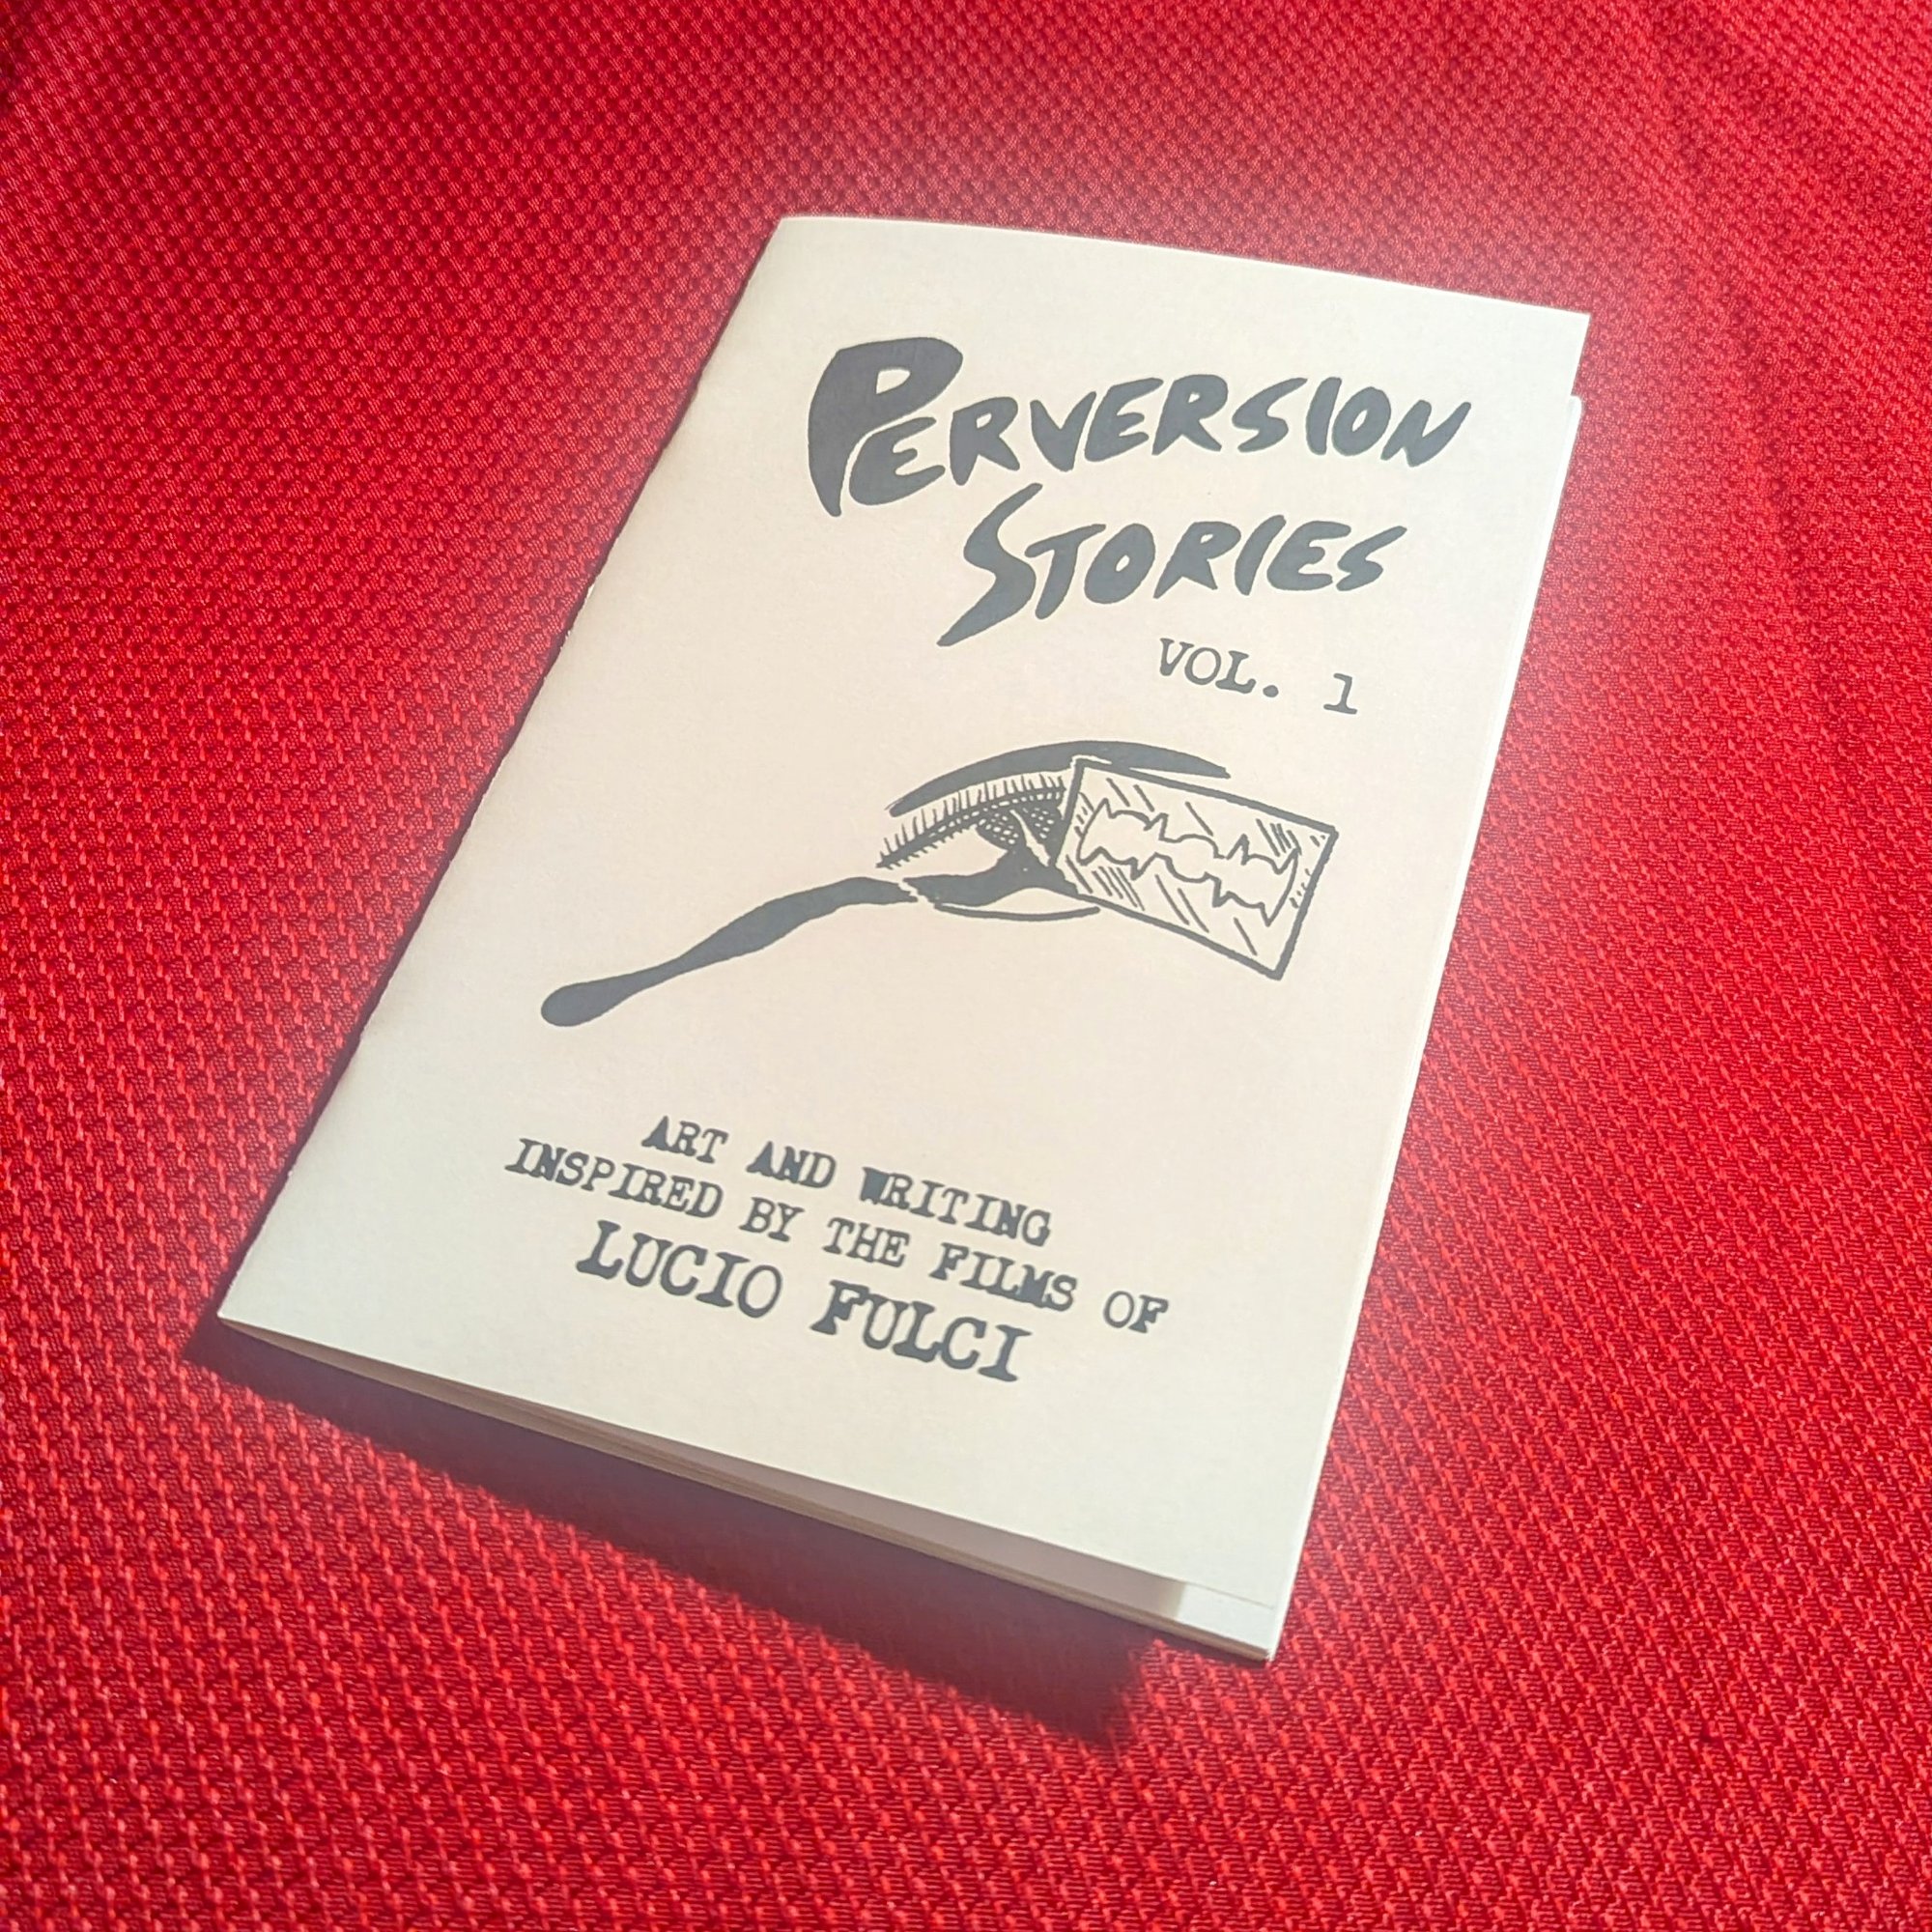 PERVERSION
STORIES
VOL. 1
ART AND WRITING
INSPIRED BY THE FILMS OF
LUCIO FULCI